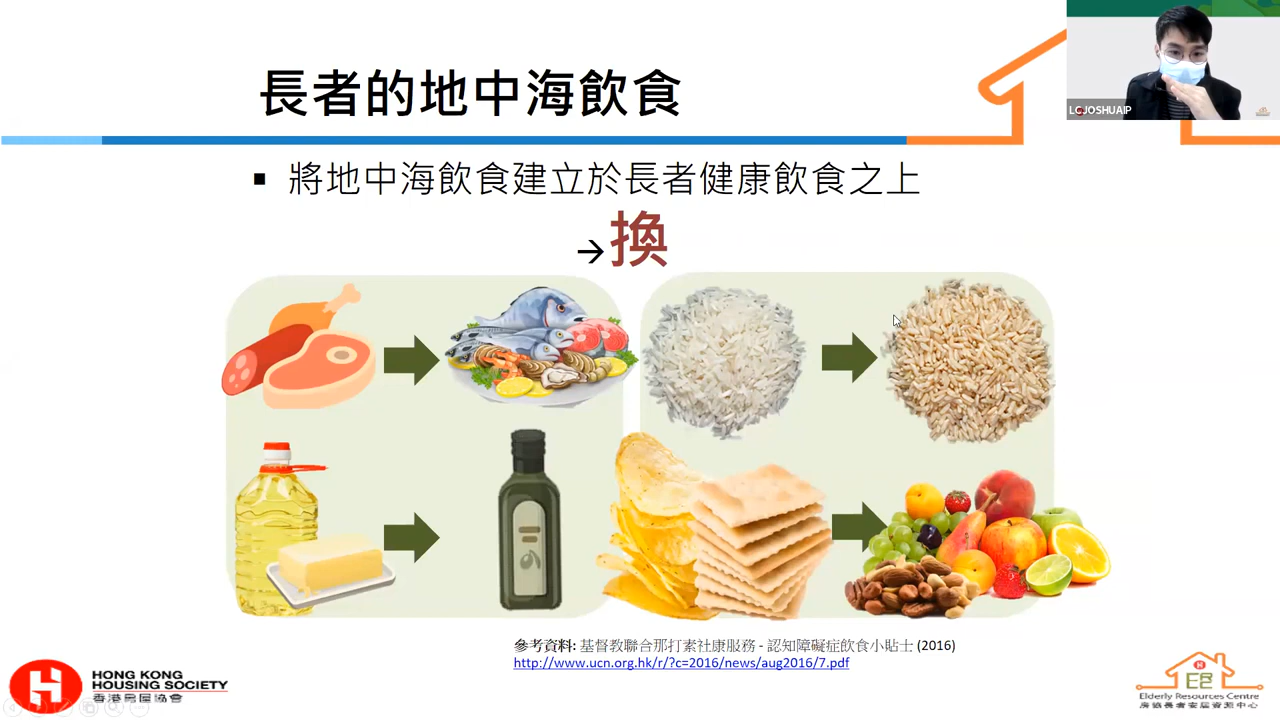 長者的地中海飲食
LCJOSHUAIP
▪ 將地中海飲食建立於長者健康飲食之上
→換
參考資料: 基督教聯合那打素社康服務 - 認知障礙症飲食小貼士 (2016)
http://www.ucn.org.hk/r/?c=2016/news/aug2016/7.pdf
HONG KONG
HOUSING SOCIETY
香港房屋協會
Elderly Resources Centre
房協長者安居資源中心